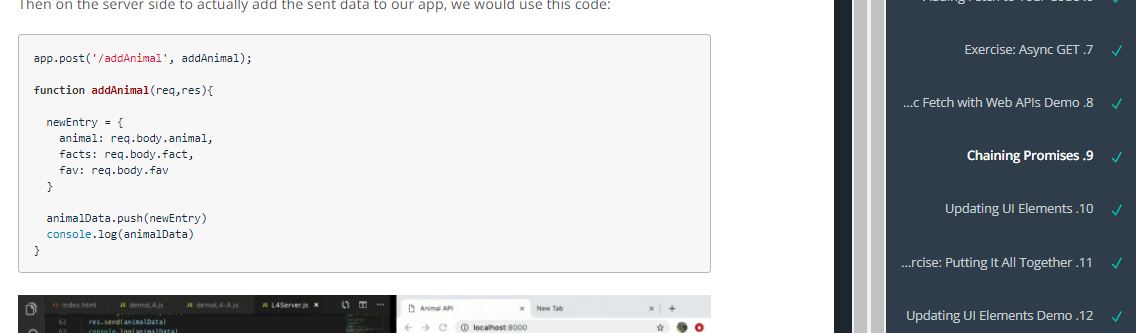 Then on the server side to actually add the sent data to our app, we would use this code:
app.post('/addAnimal', addAnimal);
function addAnimal(req,res){
newEntry = {
animal: req.body.animal,
facts: req.body.fact,
fav: req.body.fav
}
animalData.push(newEntry)
console.log(animalData)
}
index.html
demoL4.js
demoL4-A.js
L4Server.js
62
res.send(animalData)
63
console.log(animalData)
Animal API
New Tab
localhost:8000
Exercise: Async GET .7
...c Fetch with Web APIs Demo .8
Chaining Promises .9
Updating UI Elements .10
...rcise: Putting It All Together .11
Updating UI Elements Demo .12